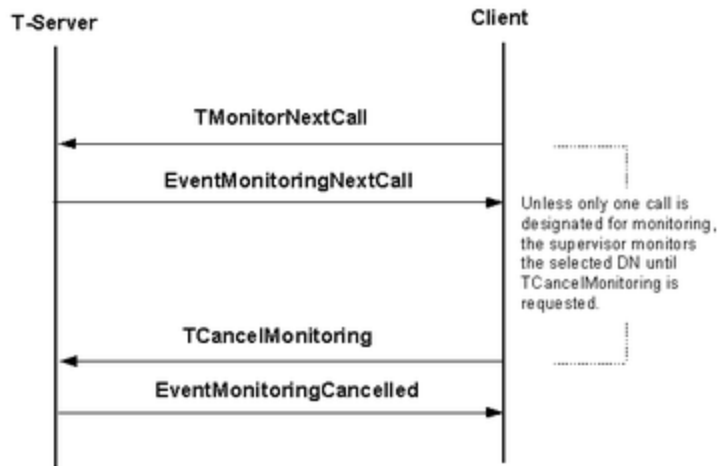 T-Server
Client
TMonitorNextCall
EventMonitoringNextCall
Unless only one call is
designated for monitoring,
the supervisor monitors
the selected DN until
TCancelMonitoring is
requested.
TCancelMonitoring
EventMonitoringCancelled